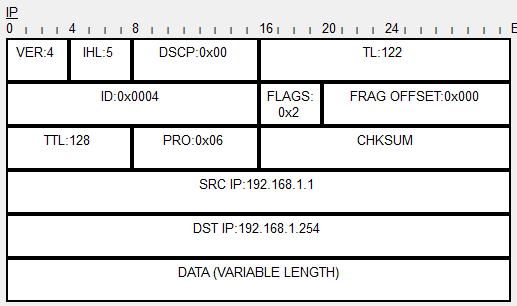 IP
0 4 8 16 20 24
VER:4 IHL:5 DSCP:0x00 TL:122
ID:0x0004 FLAGS: FRAG OFFSET:0x000
0x2
TTL:128 PRO:0x06 CHKSUM
SRC IP:192.168.1.1
DST IP:192.168.1.254
DATA (VARIABLE LENGTH)